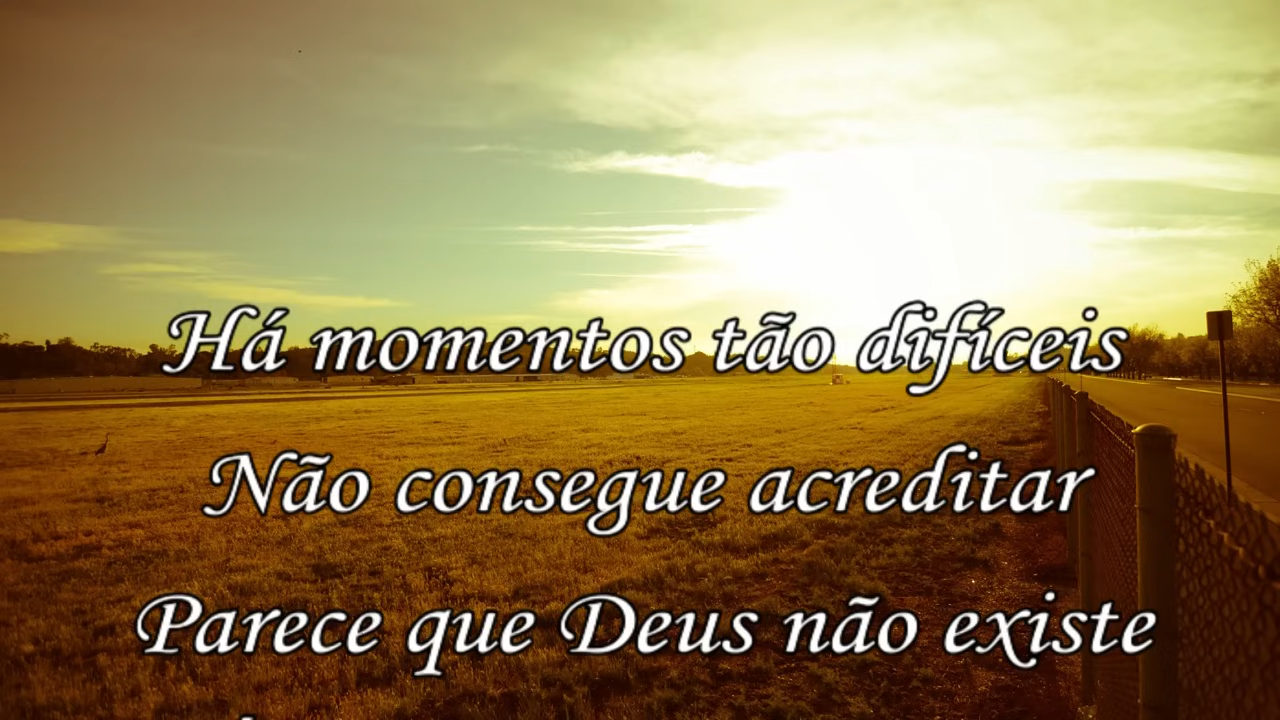 Há momentos tão difíceis
Não consegue acreditar
Parece que Deus não existe